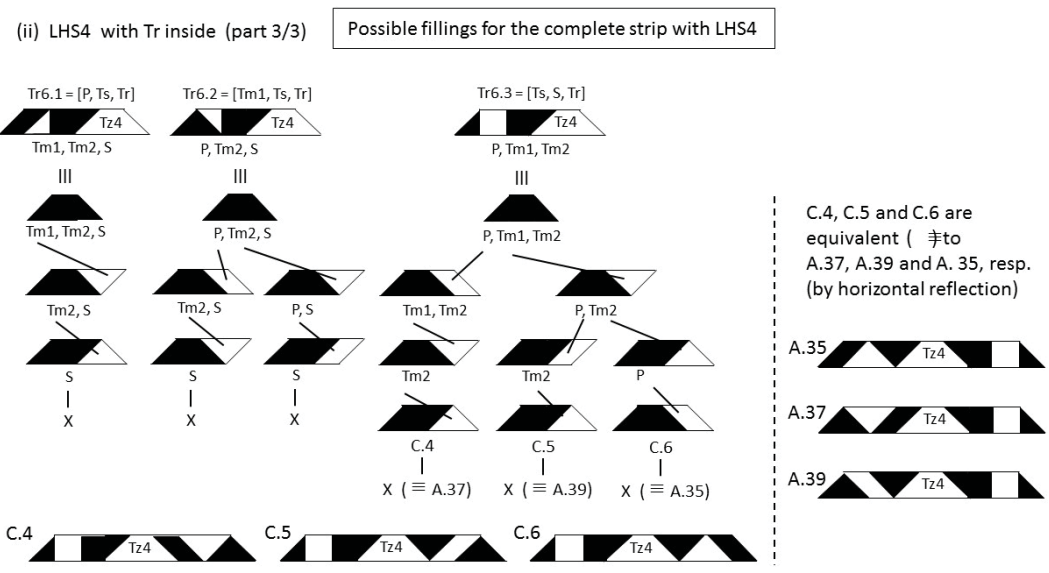 (ii) LHS4 with Tr inside (part 3/3)
Possible fillings for the complete strip with LHS4
Tr6.1 = [P, Ts, Tr]
Tr6.2 = [Tm1, Ts, Tr]
Tr6.3 = [Ts, S, Tr]
Tz4
Tz4
Tz4
Tm1, Tm2, S
P, Tm2, S
P, Tm1, Tm2
III
III
III
Tm1, Tm2, S
P, Tm2, S
P, Tm1, Tm2
Tm2, S
Tm2, S
P, S
Tm1, Tm2
P, Tm2
S
S
S
Tm2
Tm2
P
X
X
X
C.4
C.5
C.6
X ( ≡ A.37)
X ( ≡ A.39)
X ( ≡ A.35)
C.4
Tz4
C.5
Tz4
C.6
Tz4
C.4, C.5 and C.6 are
equivalent ( ≡)to
A.37, A.39 and A. 35, resp.
(by horizontal reflection)
A.35
Tz4
A.37
Tz4
A.39
Tz4